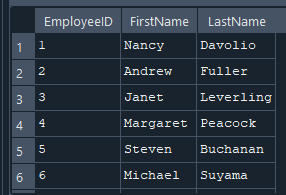 EmployeeID FirstName LastName
1 1 Nancy Davolio
2 2 Andrew Fuller
3 3 Janet Leverling
4 4 Margaret Peacock
5 5 Steven Buchanan
6 6 Michael Suyama